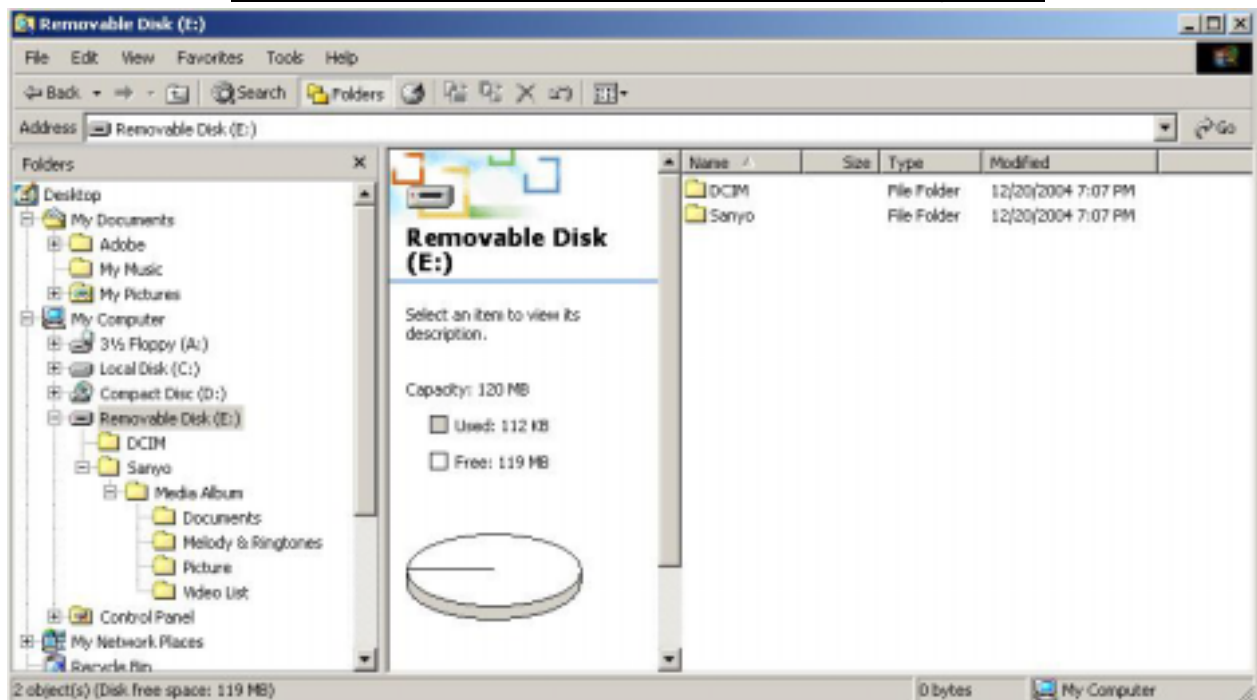 Removable Disk (E:)
File Edit View Favorites Tools Help
Back Search Folders
Address Removable Disk (E:) Go
Folders
Desktop
My Documents
Adobe
My Music
My Pictures
My Computer
3½ Floppy (A:)
Local Disk (C:)
Compact Disc (D:)
Removable Disk (E:)
DCIM
Sanyo
Media Album
Documents
Melody & Ringtones
Picture
Video List
Control Panel
My Network Places
Recycle Bin
Removable Disk
(E:)
Select an item to view its
description.
Capacity: 120 MB
Used: 112 KB
Free: 119 MB
Name Size Type Modified
DCIM File Folder 12/20/2004 7:07 PM
Sanyo File Folder 12/20/2004 7:07 PM
2 object(s) (Disk free space: 119 MB) 0 bytes My Computer